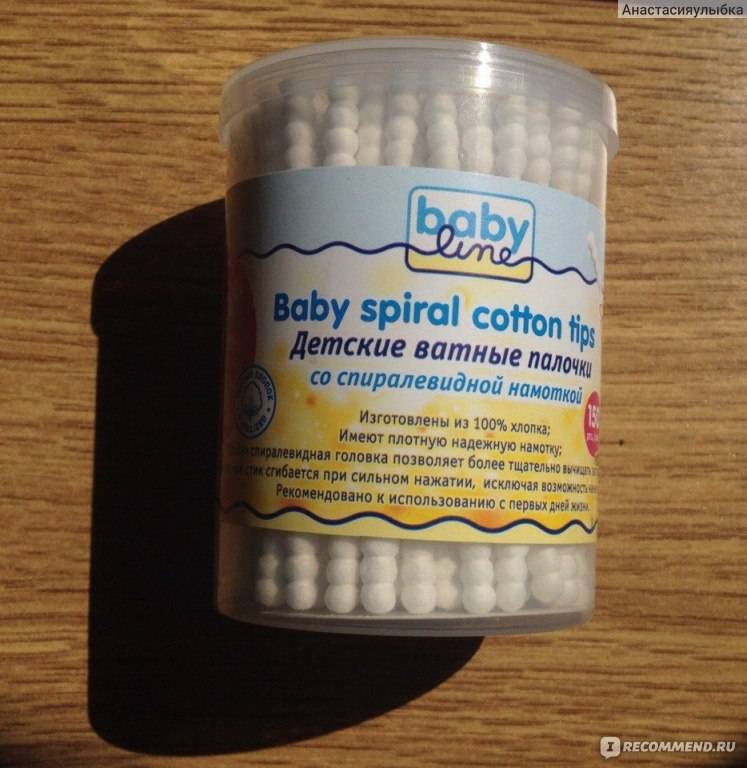 Анастасияулыбка
baby
line
Baby spiral cotton tips
Детские ватные палочки
со спиралевидной намоткой
Изготовлены из 100% хлопка;
Имеют плотную надежную намотку;
спиралевидная головка позволяет более тщательно вычищать
стик сгибается при сильном нажатии, исключая возможность
Рекомендовано к использованию с первых дней жизни.
150
хлопок
I RECOMMEND.RU